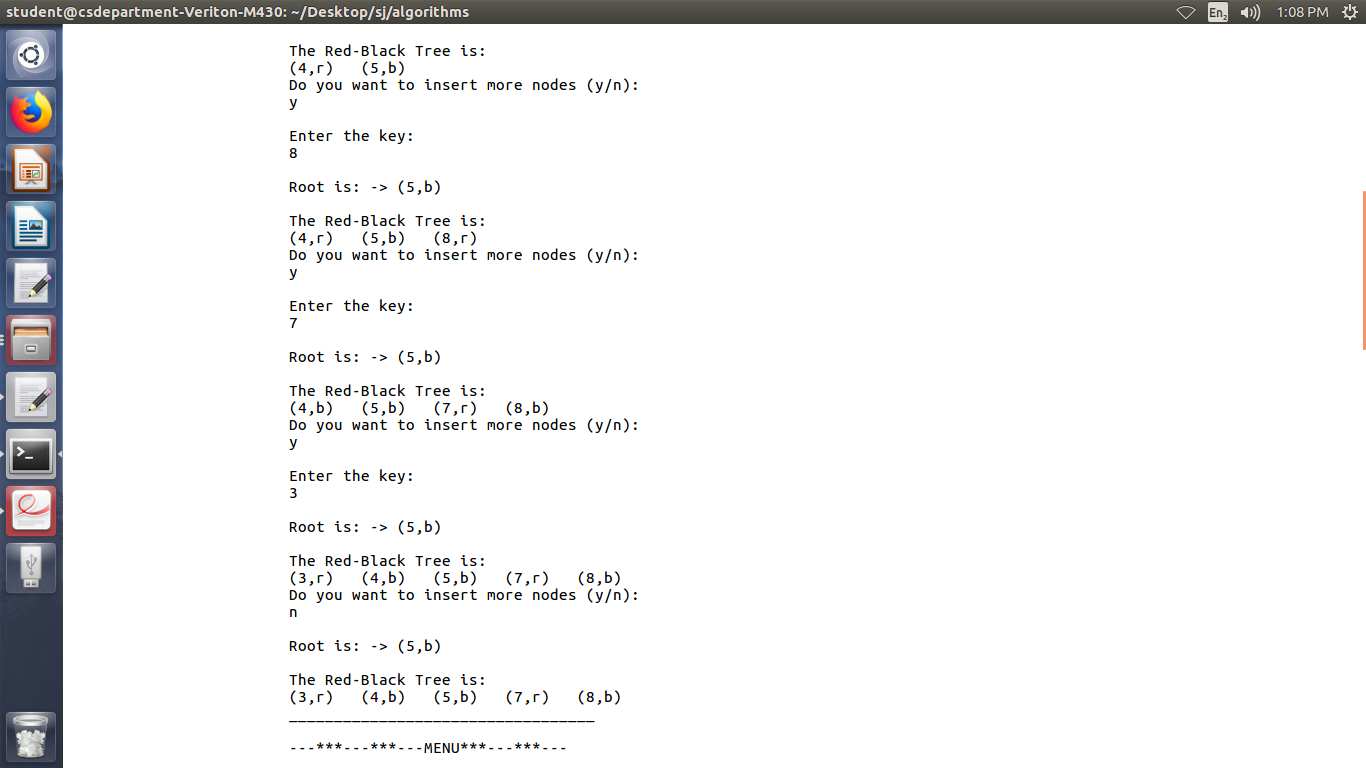 student@csdepartment-Veriton-M430: ~/Desktop/sj/algorithms
En2
1:08 PM
The Red-Black Tree is:
(4,r)   (5,b)
Do you want to insert more nodes (y/n):
y
Enter the key:
8
Root is: -> (5,b)
The Red-Black Tree is:
(4,r)   (5,b)   (8,r)
Do you want to insert more nodes (y/n):
y
Enter the key:
7
Root is: -> (5,b)
The Red-Black Tree is:
(4,b)   (5,b)   (7,r)   (8,b)
Do you want to insert more nodes (y/n):
y
Enter the key:
3
Root is: -> (5,b)
The Red-Black Tree is:
(3,r)   (4,b)   (5,b)   (7,r)   (8,b)
Do you want to insert more nodes (y/n):
n
Root is: -> (5,b)
The Red-Black Tree is:
(3,r)   (4,b)   (5,b)   (7,r)   (8,b)
__________________________________
---***---***---MENU***---***---